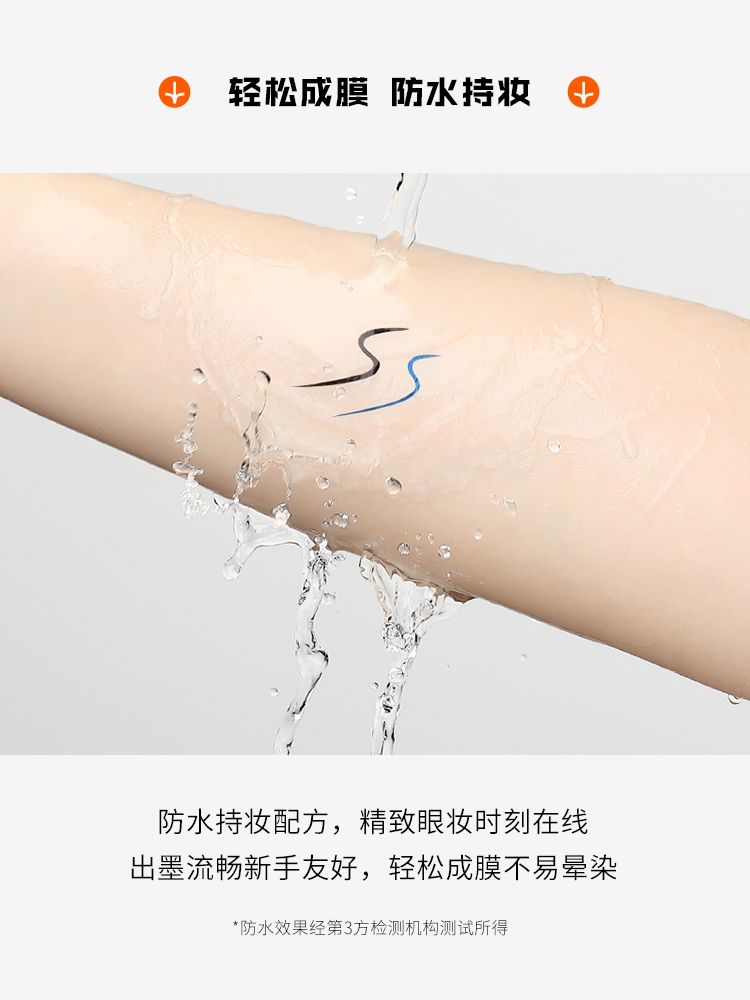 轻松成膜 防水持妆
防水持妆配方，精致眼妆时刻在线
出墨流畅新手友好，轻松成膜不易晕染
*防水效果经第3方检测机构测试所得